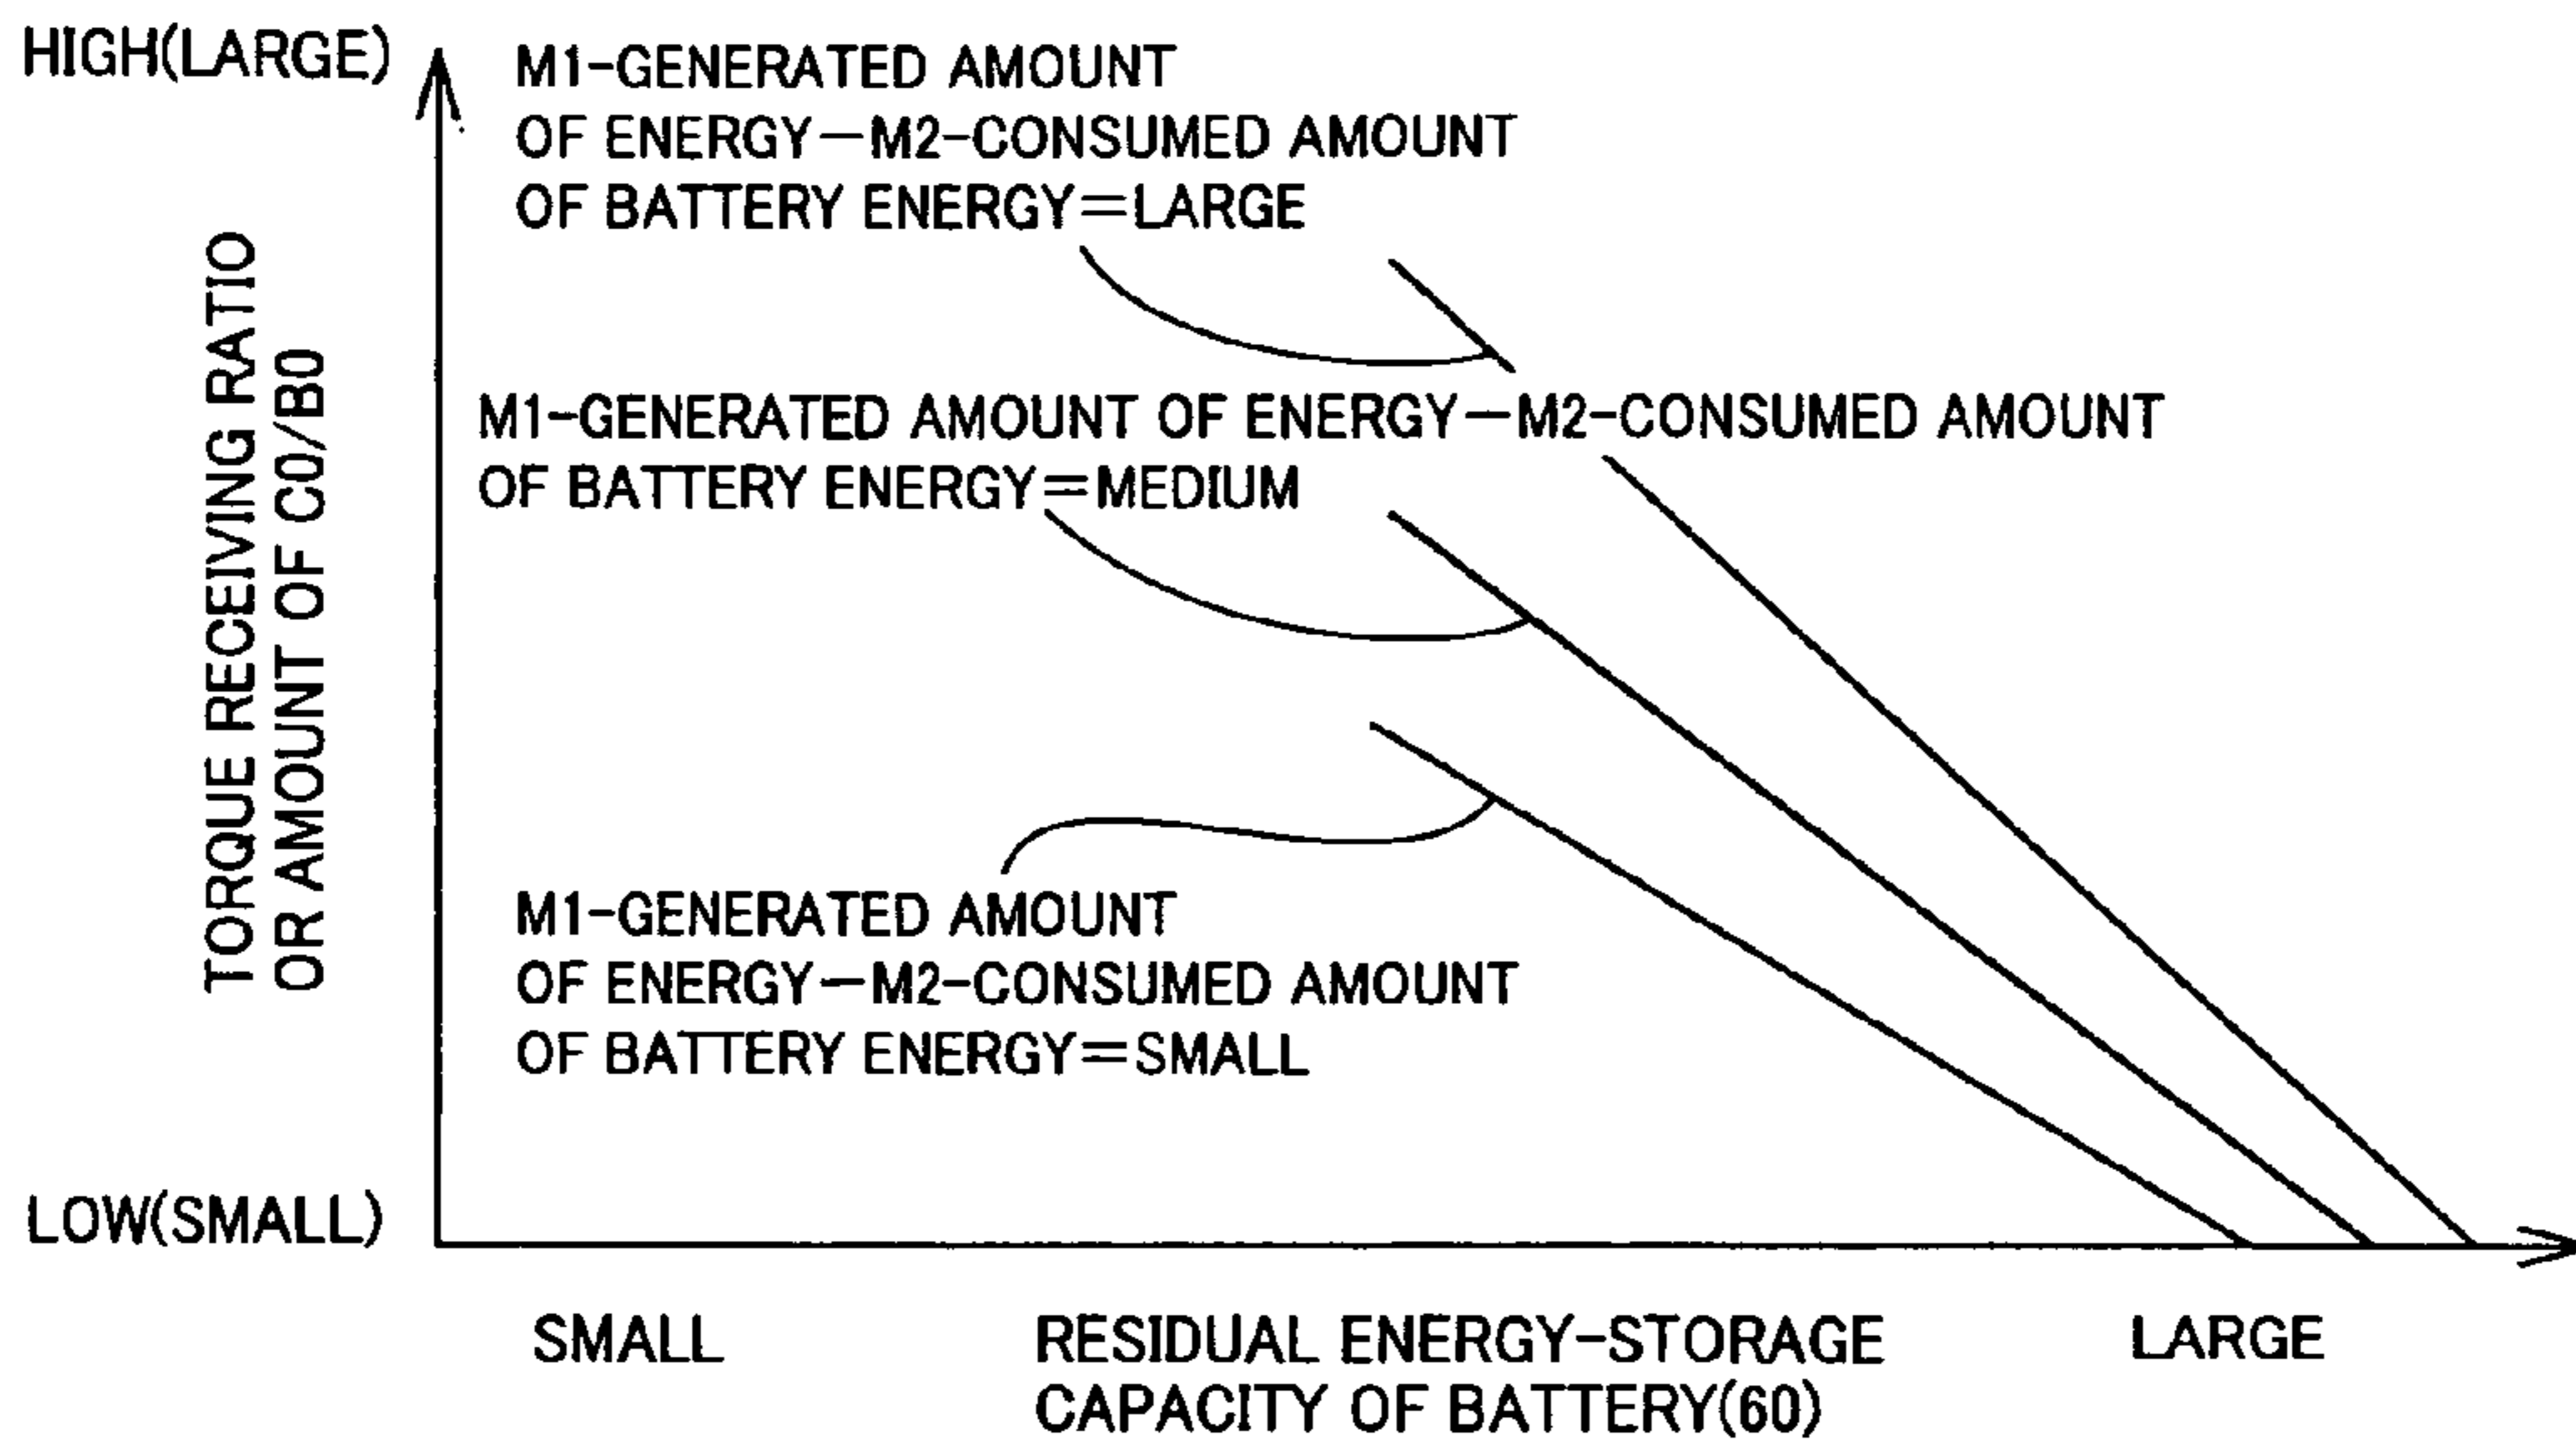 HIGH(LARGE)
M1-GENERATED AMOUNT
OF ENERGY—M2-CONSUMED AMOUNT
OF BATTERY ENERGY=LARGE
TORQUE RECEIVING RATIO
OR AMOUNT OF C0/B0
M1-GENERATED AMOUNT OF ENERGY—M2-CONSUMED AMOUNT
OF BATTERY ENERGY=MEDIUM
M1-GENERATED AMOUNT
OF ENERGY—M2-CONSUMED AMOUNT
OF BATTERY ENERGY=SMALL
LOW(SMALL)
SMALL
RESIDUAL ENERGY-STORAGE
CAPACITY OF BATTERY(60)
LARGE